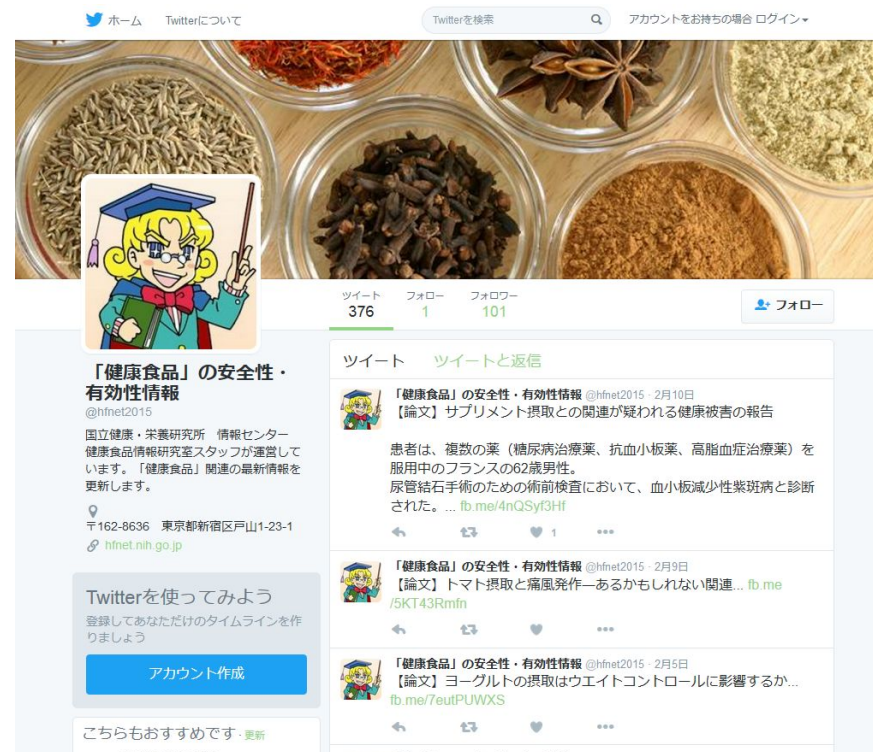 ホーム Twitterについて
Twitterを検索
アカウントをお持ちの場合 ログイン
ツイート フォロー フォロワー
376 1 101
フォロー
「健康食品」の安全性・
有効性情報
@hfnet2015
国立健康・栄養研究所 情報センター
健康食品情報研究室スタッフが運営して
います。「健康食品」関連の最新情報を
更新します。
〒162-8636 東京都新宿区戸山1-23-1
hfnet.nih.go.jp
Twitterを使ってみよう
登録してあなただけのタイムラインを作
りましょう
アカウント作成
こちらもおすすめです · 更新
ツイート ツイートと返信
「健康食品」の安全性・有効性情報 @hfnet2015 · 2月10日
【論文】サプリメント摂取との関連が疑われる健康被害の報告
患者は、複数の薬（糖尿病治療薬、抗血小板薬、高脂血症治療薬）を
服用中のフランスの62歳男性。
尿管結石手術のための術前検査において、血小板減少性紫斑病と診断
された。... fb.me/4nQSyf3Hf
1
「健康食品」の安全性・有効性情報 @hfnet2015 · 2月9日
【論文】トマト摂取と痛風発作―あるかもしれない関連... fb.me
/5KT43Rmfn
「健康食品」の安全性・有効性情報 @hfnet2015 · 2月5日
【論文】ヨーグルトの摂取はウエイトコントロールに影響するか...
fb.me/7eutPUWXS